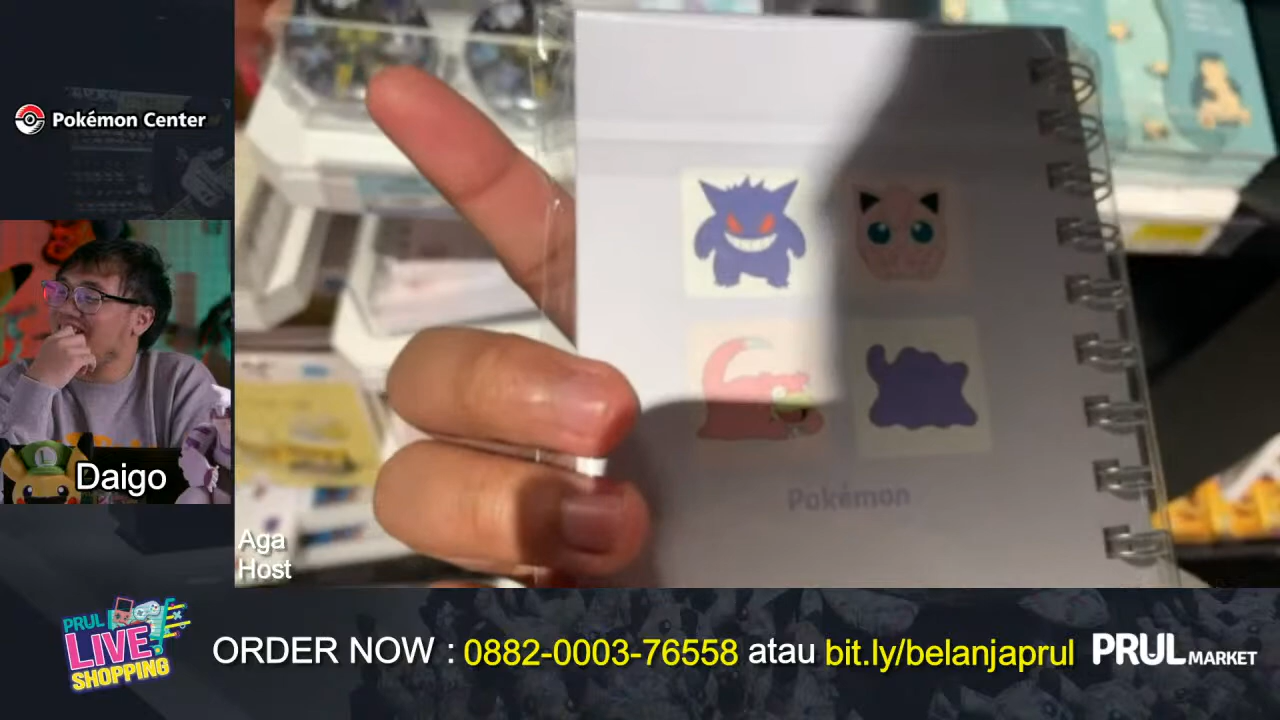 Pokémon Center
Daigo
Aga
Host
Pokémon
PRUL
LIVE!
SHOPPING
ORDER NOW : 0882-0003-76558 atau bit.ly/belanjaprul
PRUL MARKET